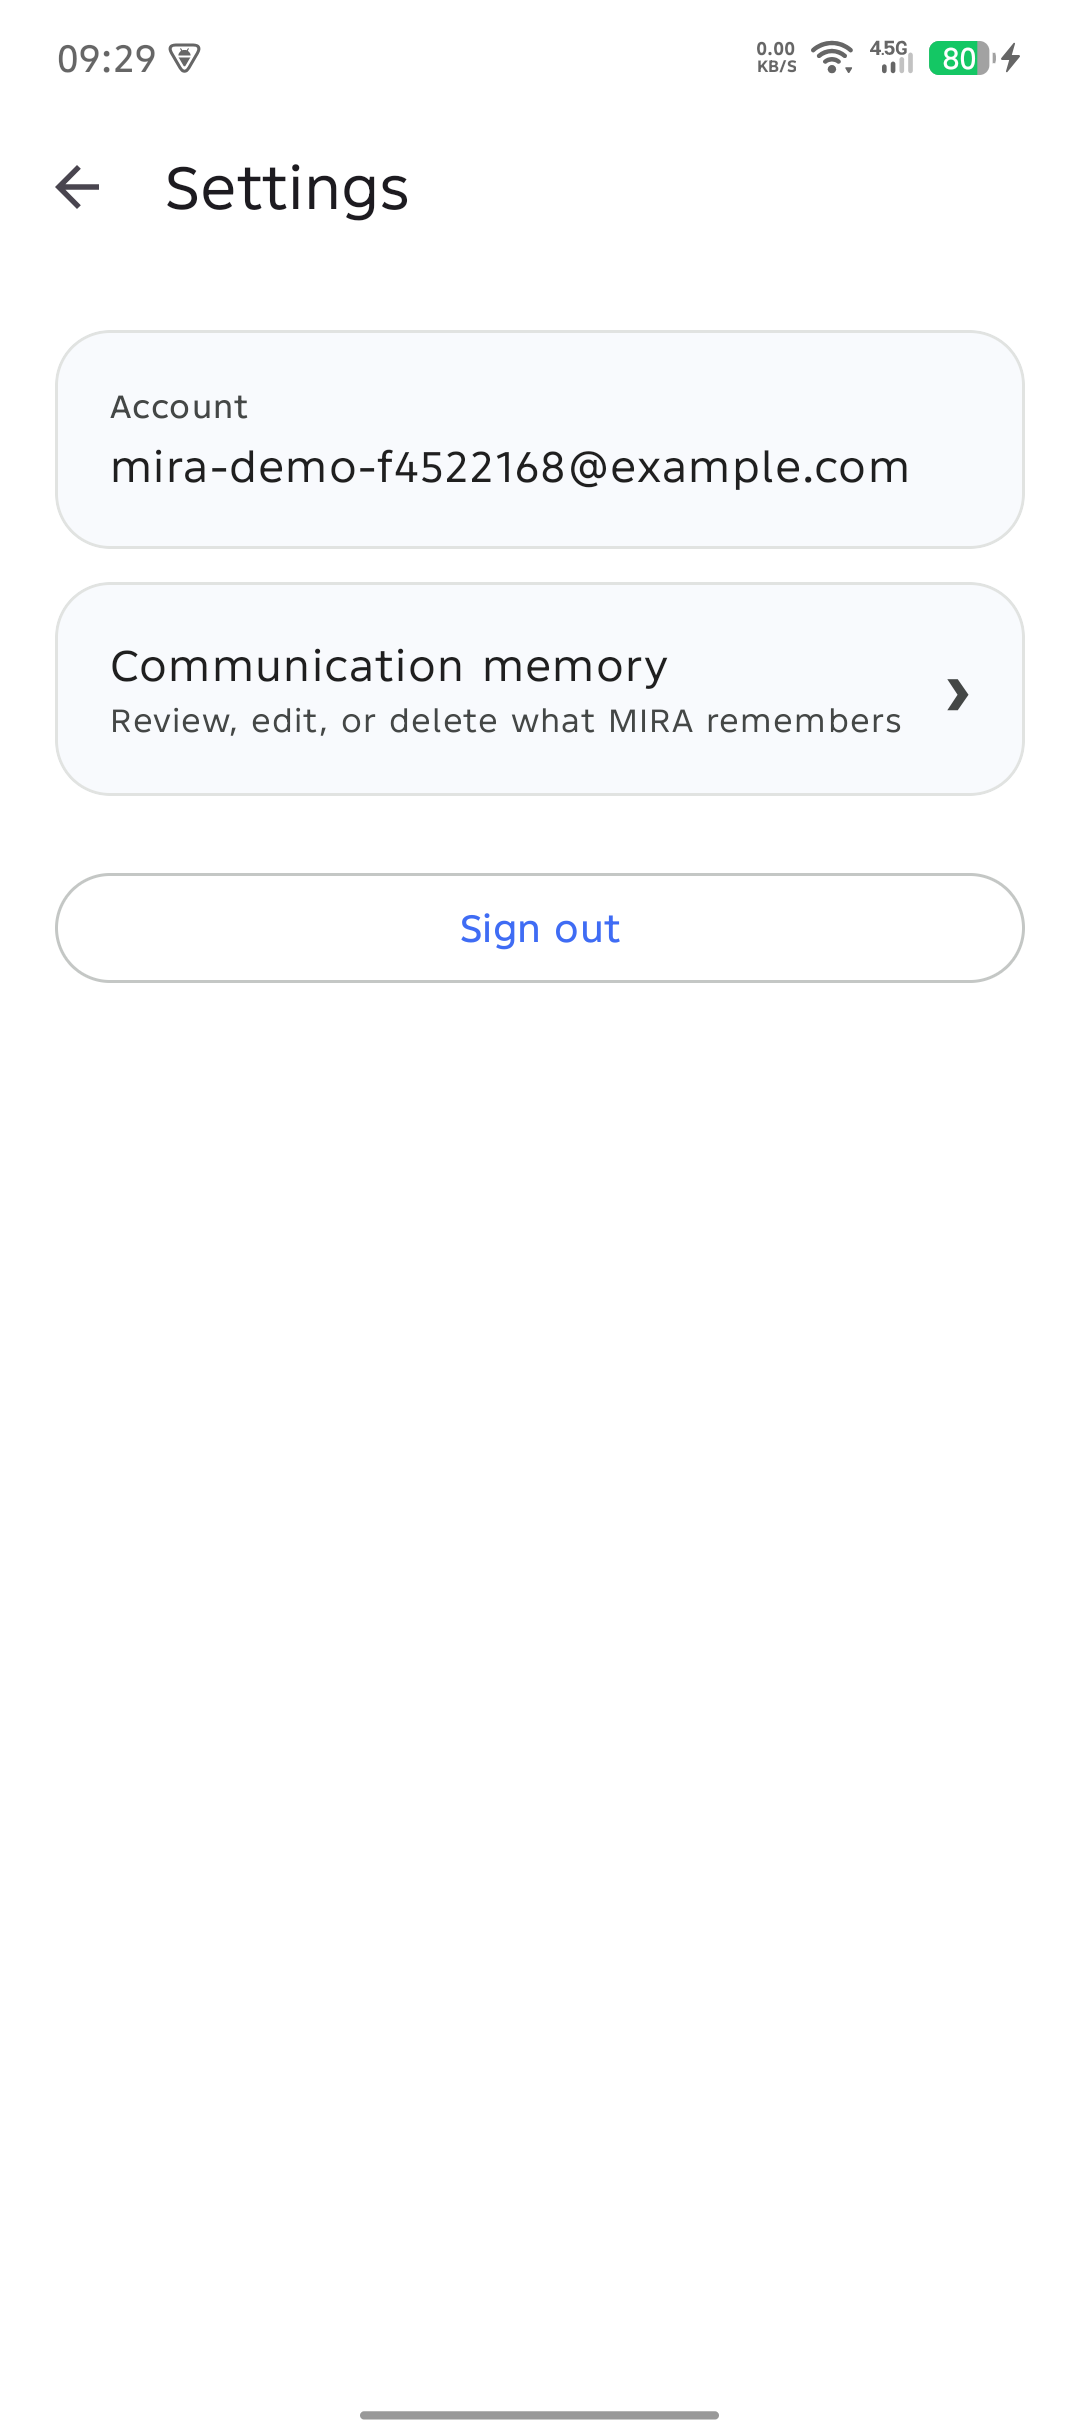 09:29
0.00
KB/S
4.5G
80
Settings
Account
mira-demo-f4522168@example.com
Communication memory
Review, edit, or delete what MIRA remembers
Sign out